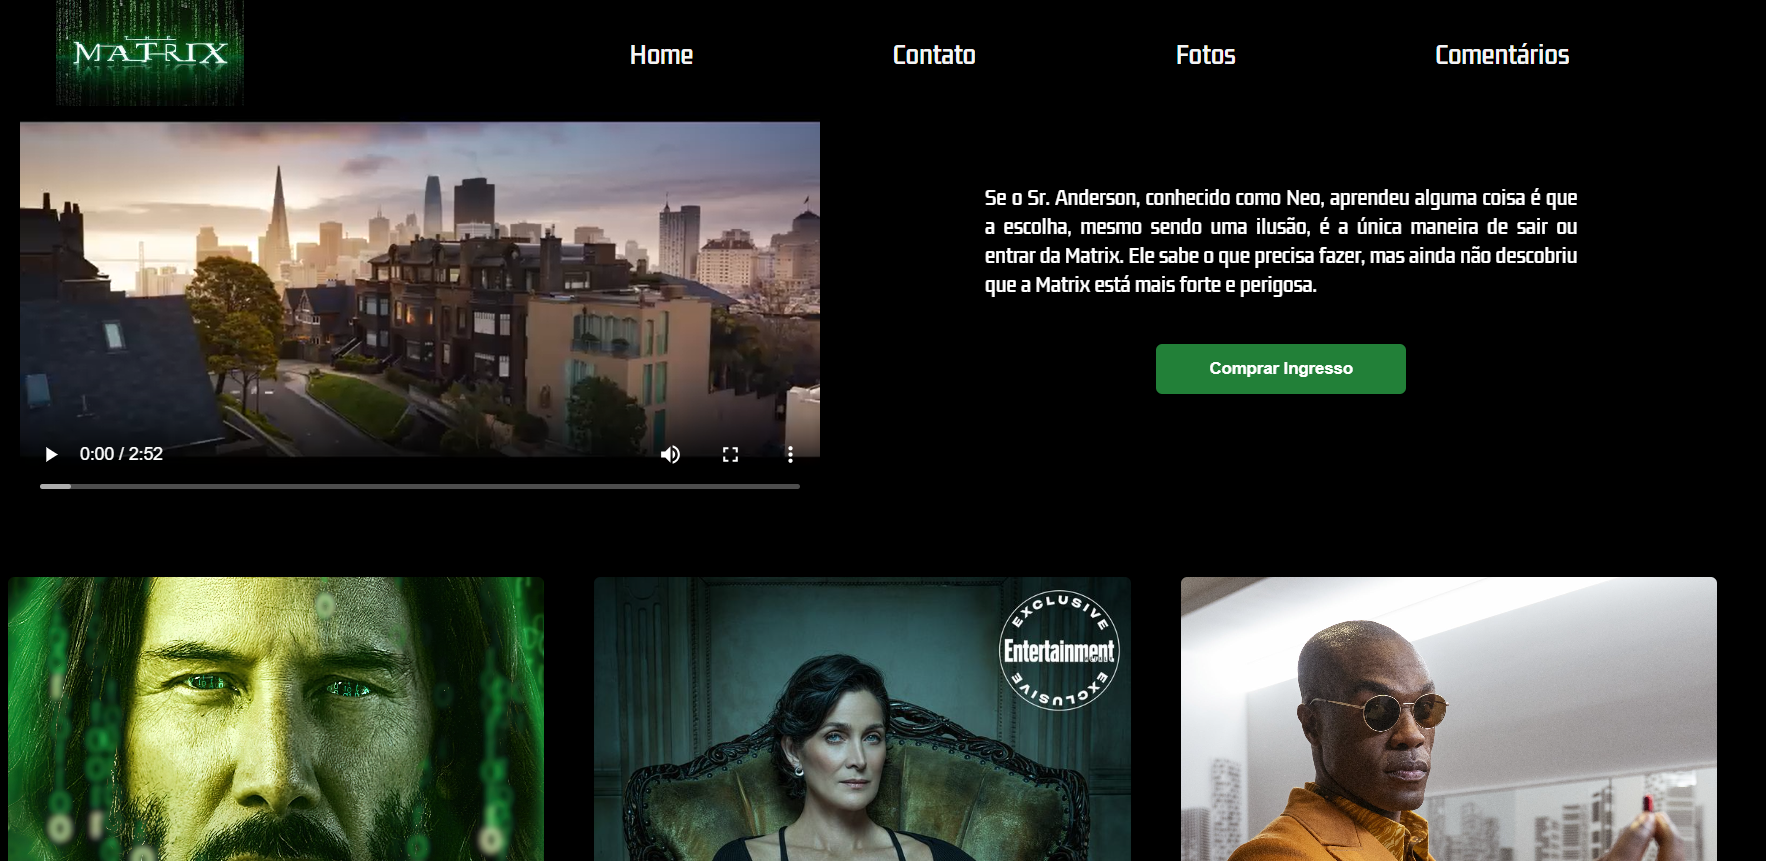 THE
MATRIX
Home
Contato
Fotos
Comentários
Se o Sr. Anderson, conhecido como Neo, aprendeu alguma coisa é que
a escolha, mesmo sendo uma ilusão, é a única maneira de sair ou
entrar da Matrix. Ele sabe o que precisa fazer, mas ainda não descobriu
que a Matrix está mais forte e perigosa.
Comprar Ingresso
0:00 / 2:52
EXCLUSIVE
Entertainment
EXCLUSIVE